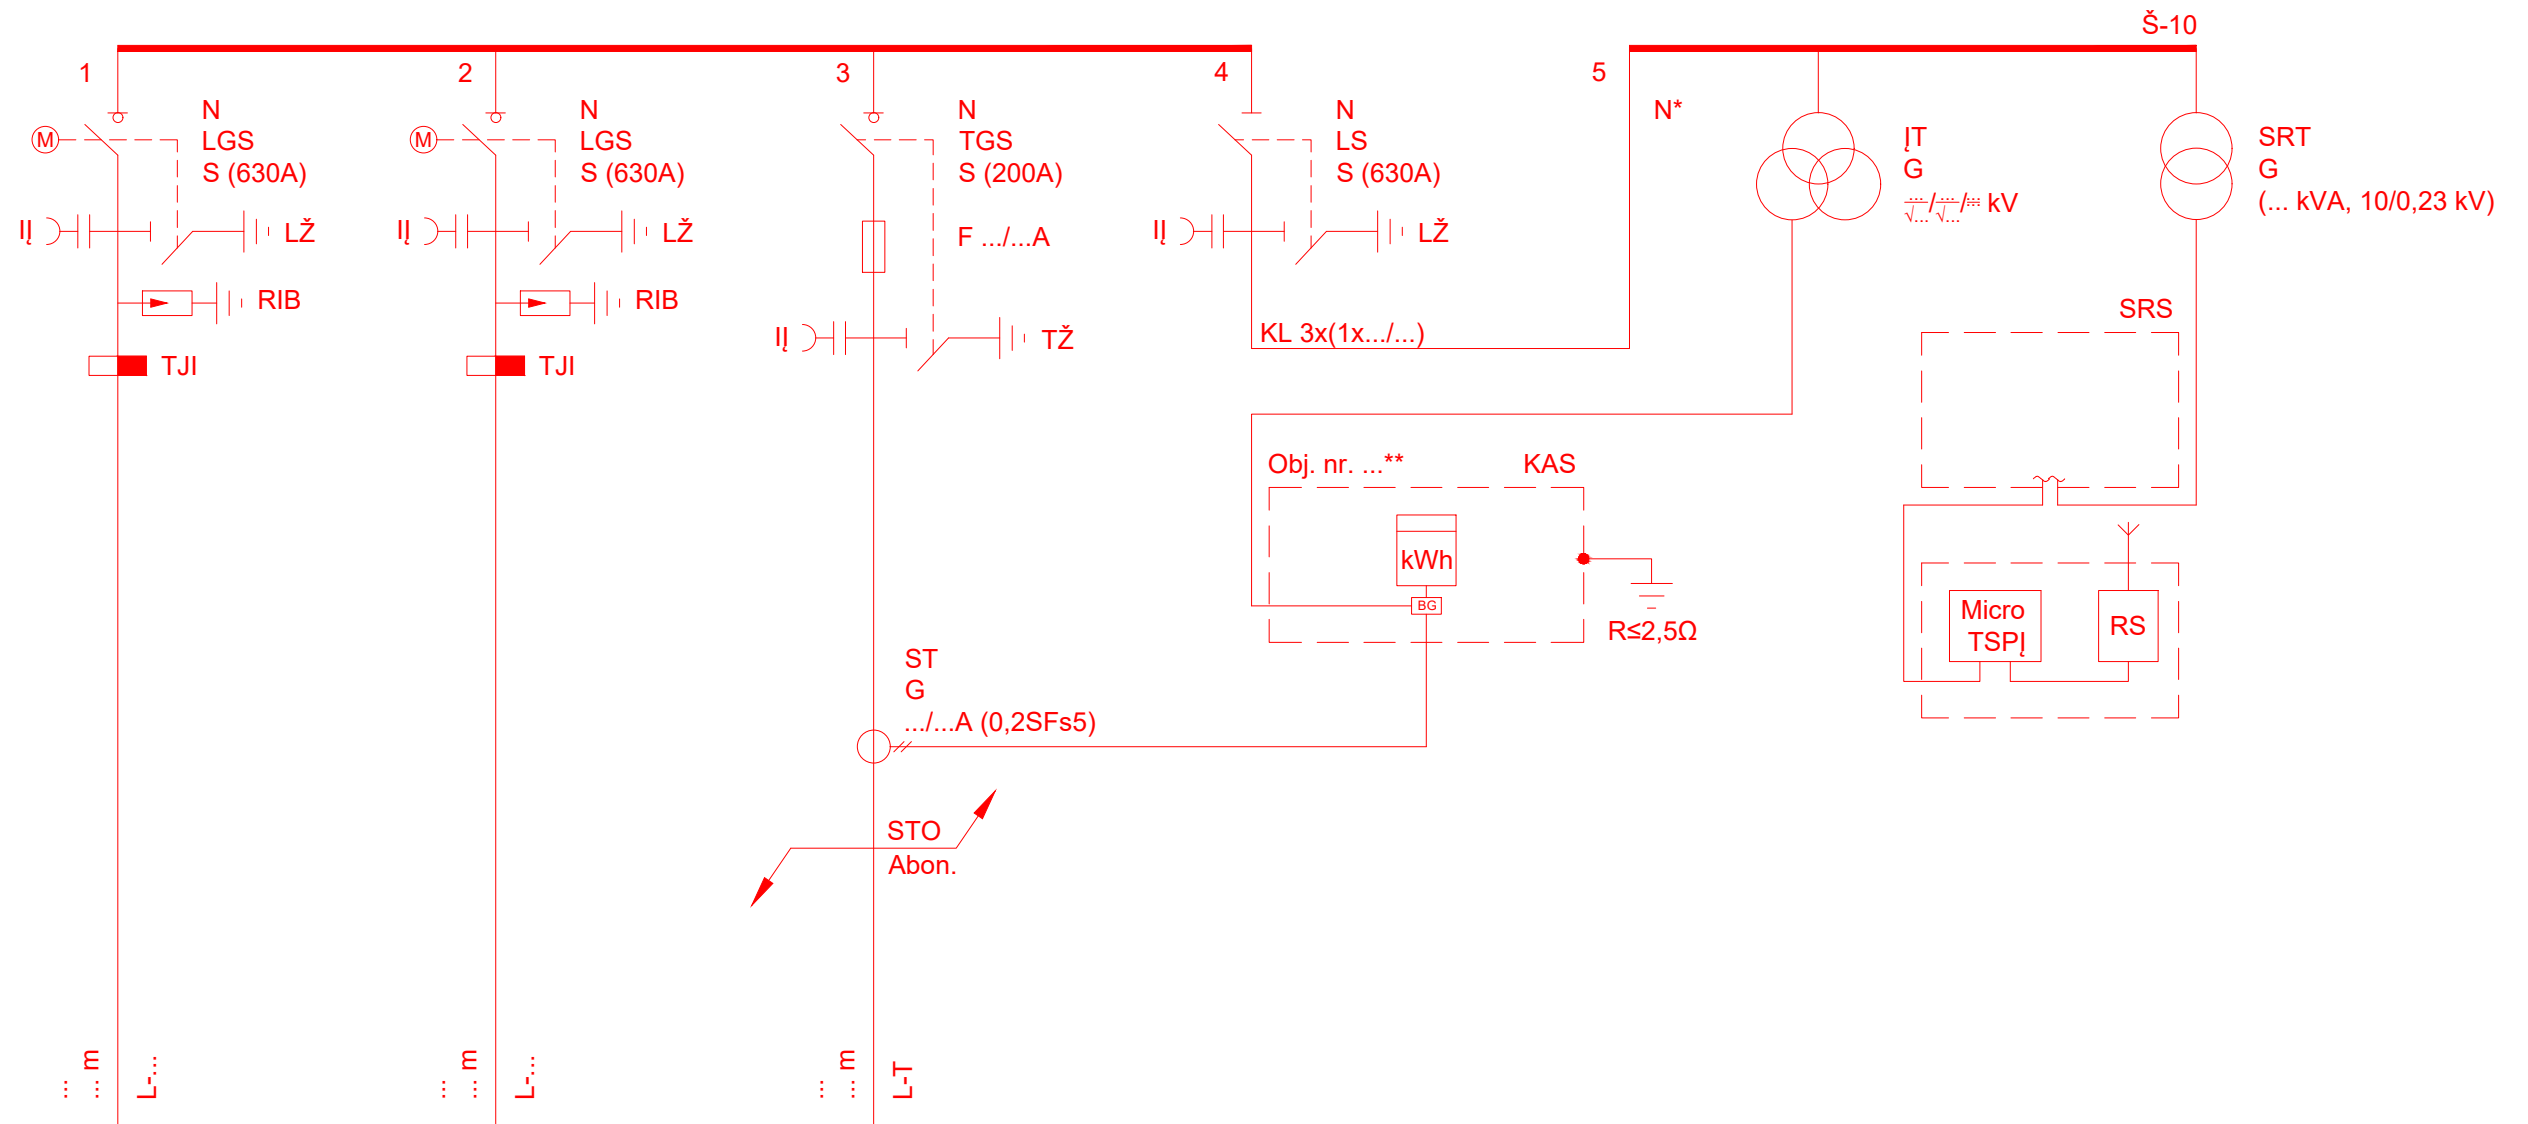 Š-10
1
2
3
4
5
N
LGS
S (630A)
M
IĮ
LŽ
RIB
TJI
N
LGS
S (630A)
M
IĮ
LŽ
RIB
TJI
N
TGS
S (200A)
F .../...A
IĮ
TŽ
N
LS
S (630A)
IĮ
LŽ
KL 3x(1x.../...)
N*
ĮT
G
.../√.../.../√.../... kV
SRT
G
(... kVA, 10/0,23 kV)
SRS
Obj. nr. ...**
KAS
kWh
BG
R≤2,5Ω
Micro
TSPĮ
RS
ST
G
.../...A (0,2SFs5)
STO
Abon.
...
... m
L-...
...
... m
L-...
...
... m
L-T